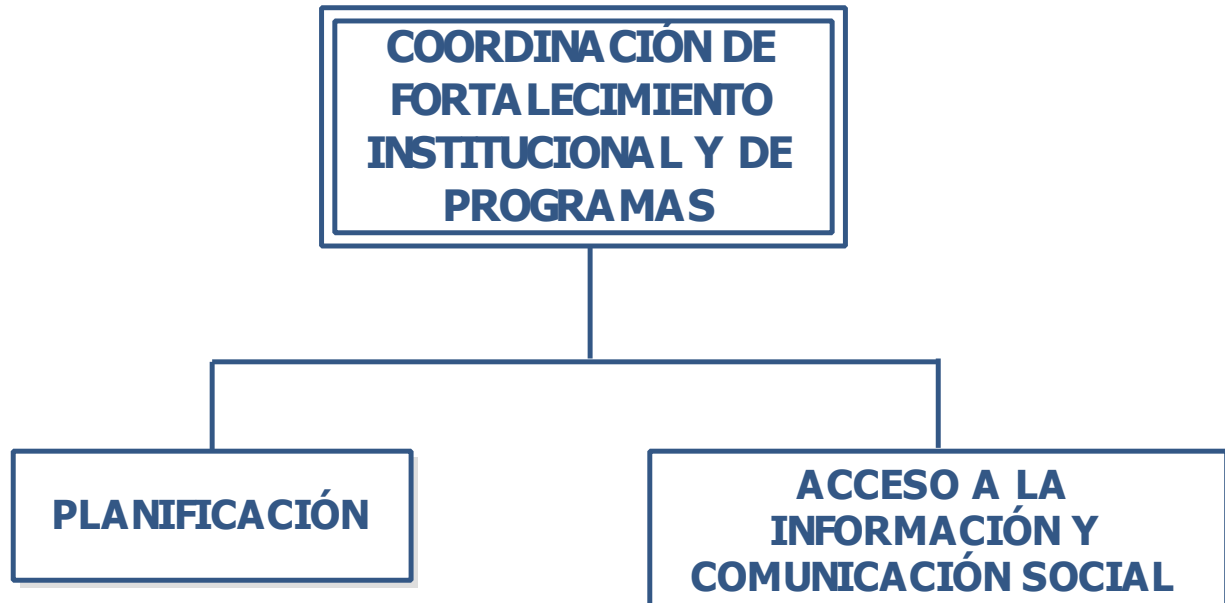 COORDINACIÓN DE
FORTALECIMIENTO
INSTITUCIONAL Y DE
PROGRAMAS
PLANIFICACIÓN
ACCESO A LA
INFORMACIÓN Y
COMUNICACIÓN SOCIAL